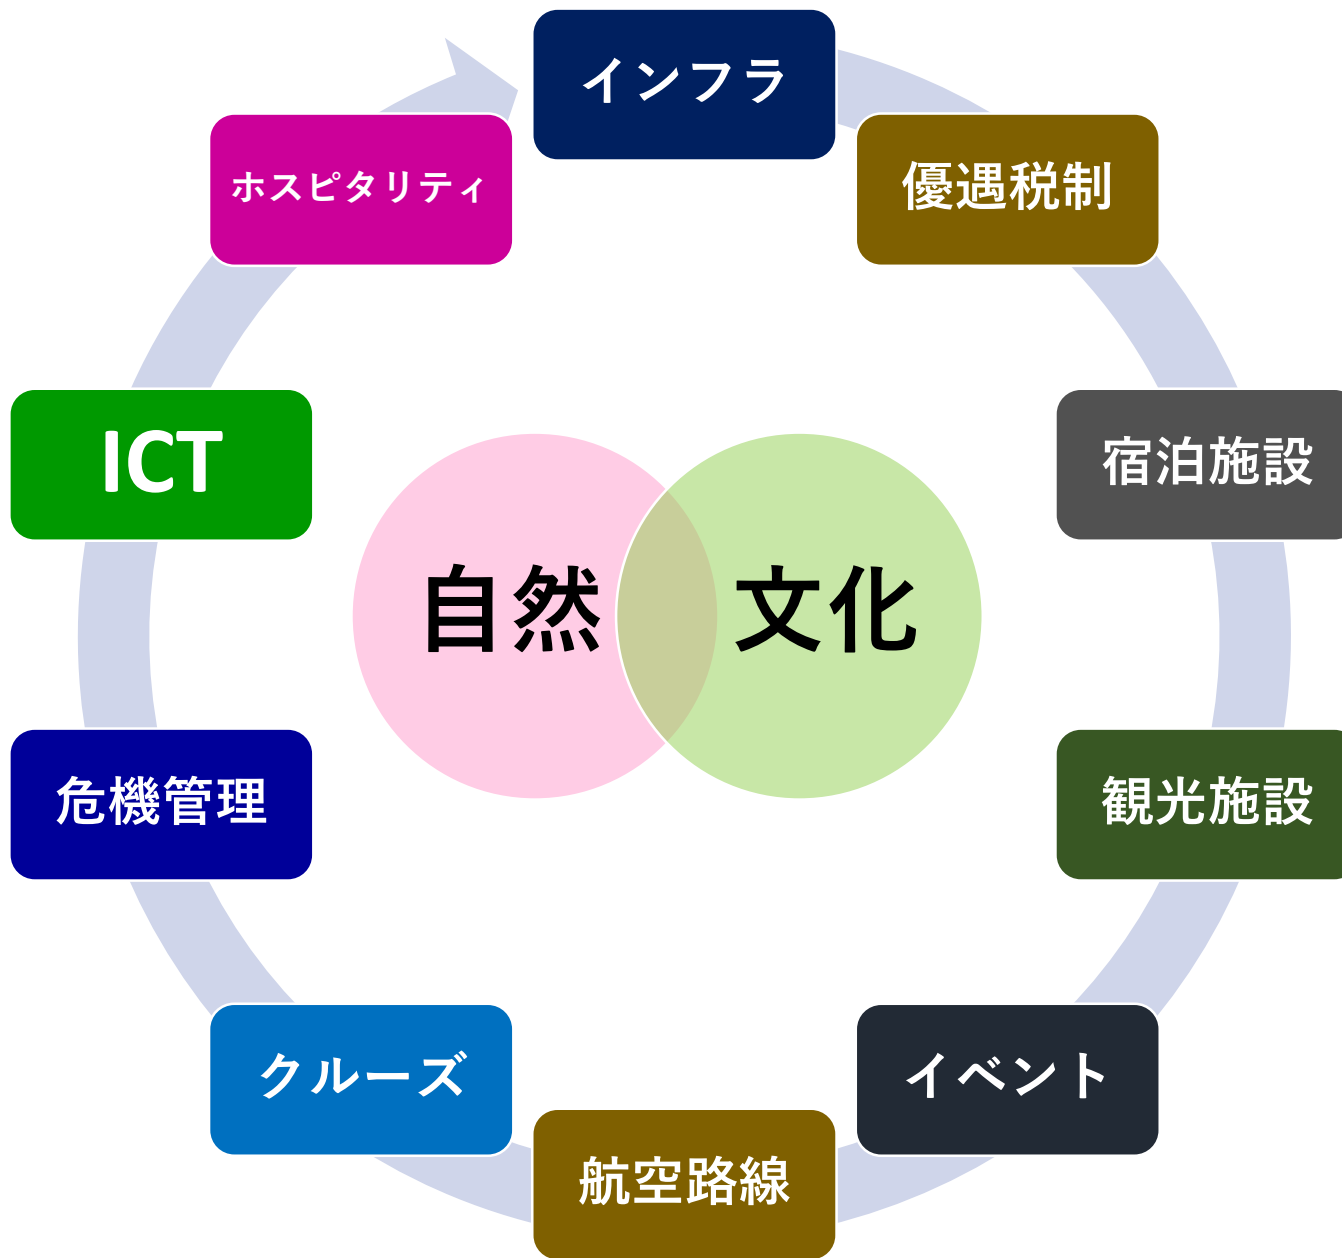 インフラ
優遇税制
宿泊施設
観光施設
イベント
航空路線
クルーズ
危機管理
ICT
ホスピタリティ
自然
文化